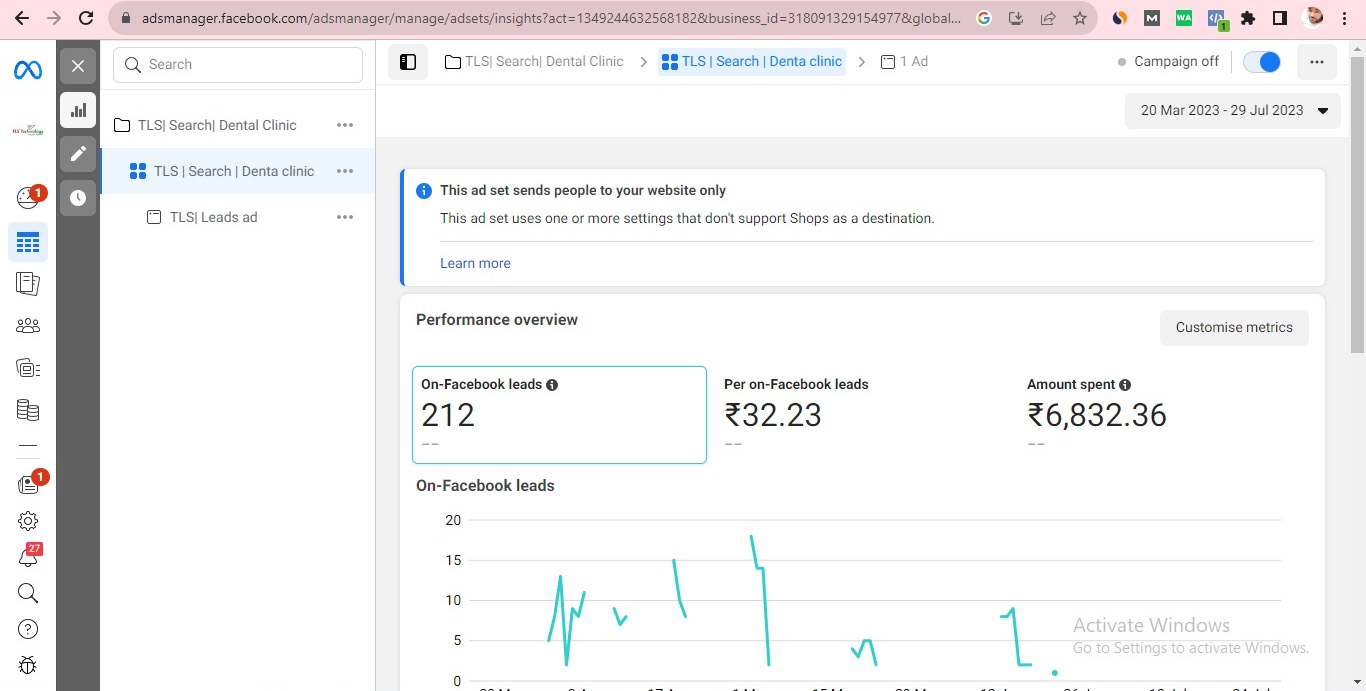 adsmanager.facebook.com/adsmanager/manage/adsets/insights?act=1349244632568182&business_id=318091329154977&global...
M
WA
1
Search
TLS| Search| Dental Clinic
TLS | Search | Denta clinic
1 Ad
Campaign off
20 Mar 2023 - 29 Jul 2023
TLS| Search| Dental Clinic
TLS | Search | Denta clinic
TLS| Leads ad
1
1
27
This ad set sends people to your website only
This ad set uses one or more settings that don't support Shops as a destination.
Learn more
Performance overview
Customise metrics
On-Facebook leads
212
Per on-Facebook leads
₹32.23
Amount spent
₹6,832.36
On-Facebook leads
20
15
10
5
0
Activate Windows
Go to Settings to activate Windows.